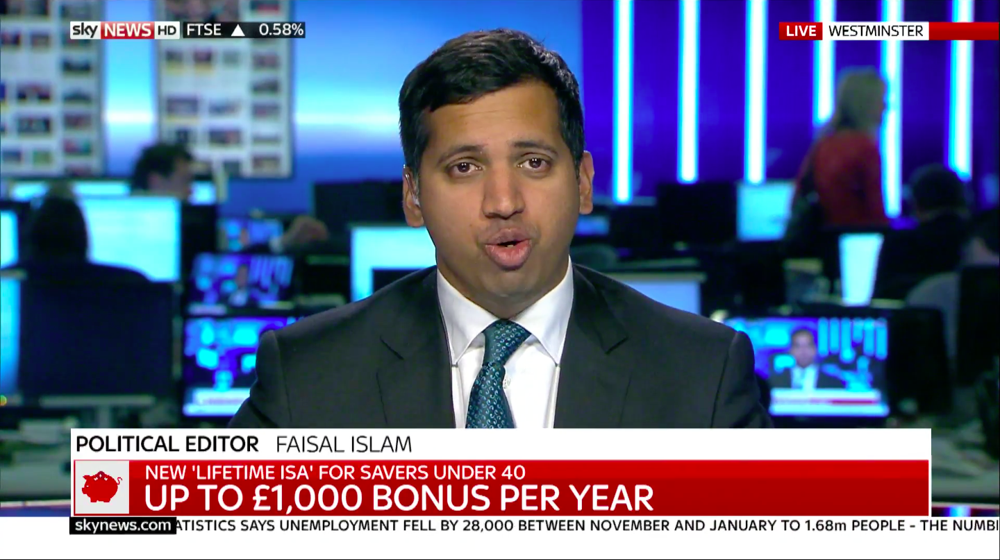 sky NEWS HD FTSE ▲ 0.58%
LIVE WESTMINSTER
POLITICAL EDITOR FAISAL ISLAM
NEW 'LIFETIME ISA' FOR SAVERS UNDER 40
UP TO £1,000 BONUS PER YEAR
skynews.com ATISTICS SAYS UNEMPLOYMENT FELL BY 28,000 BETWEEN NOVEMBER AND JANUARY TO 1.68m PEOPLE - THE NUMB